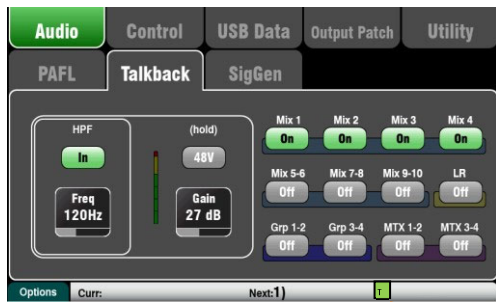 Audio Control USB Data Output Patch Utility
PAFL Talkback SigGen
HPF (hold) Mix 1 Mix 2 Mix 3 Mix 4
In 48V On On On On
Mix 5-6 Mix 7-8 Mix 9-10 LR
Freq Gain Off Off Off Off
120Hz 27 dB
Grp 1-2 Grp 3-4 MTX 1-2 MTX 3-4
Off Off Off Off
Options Curr: Next:1) T